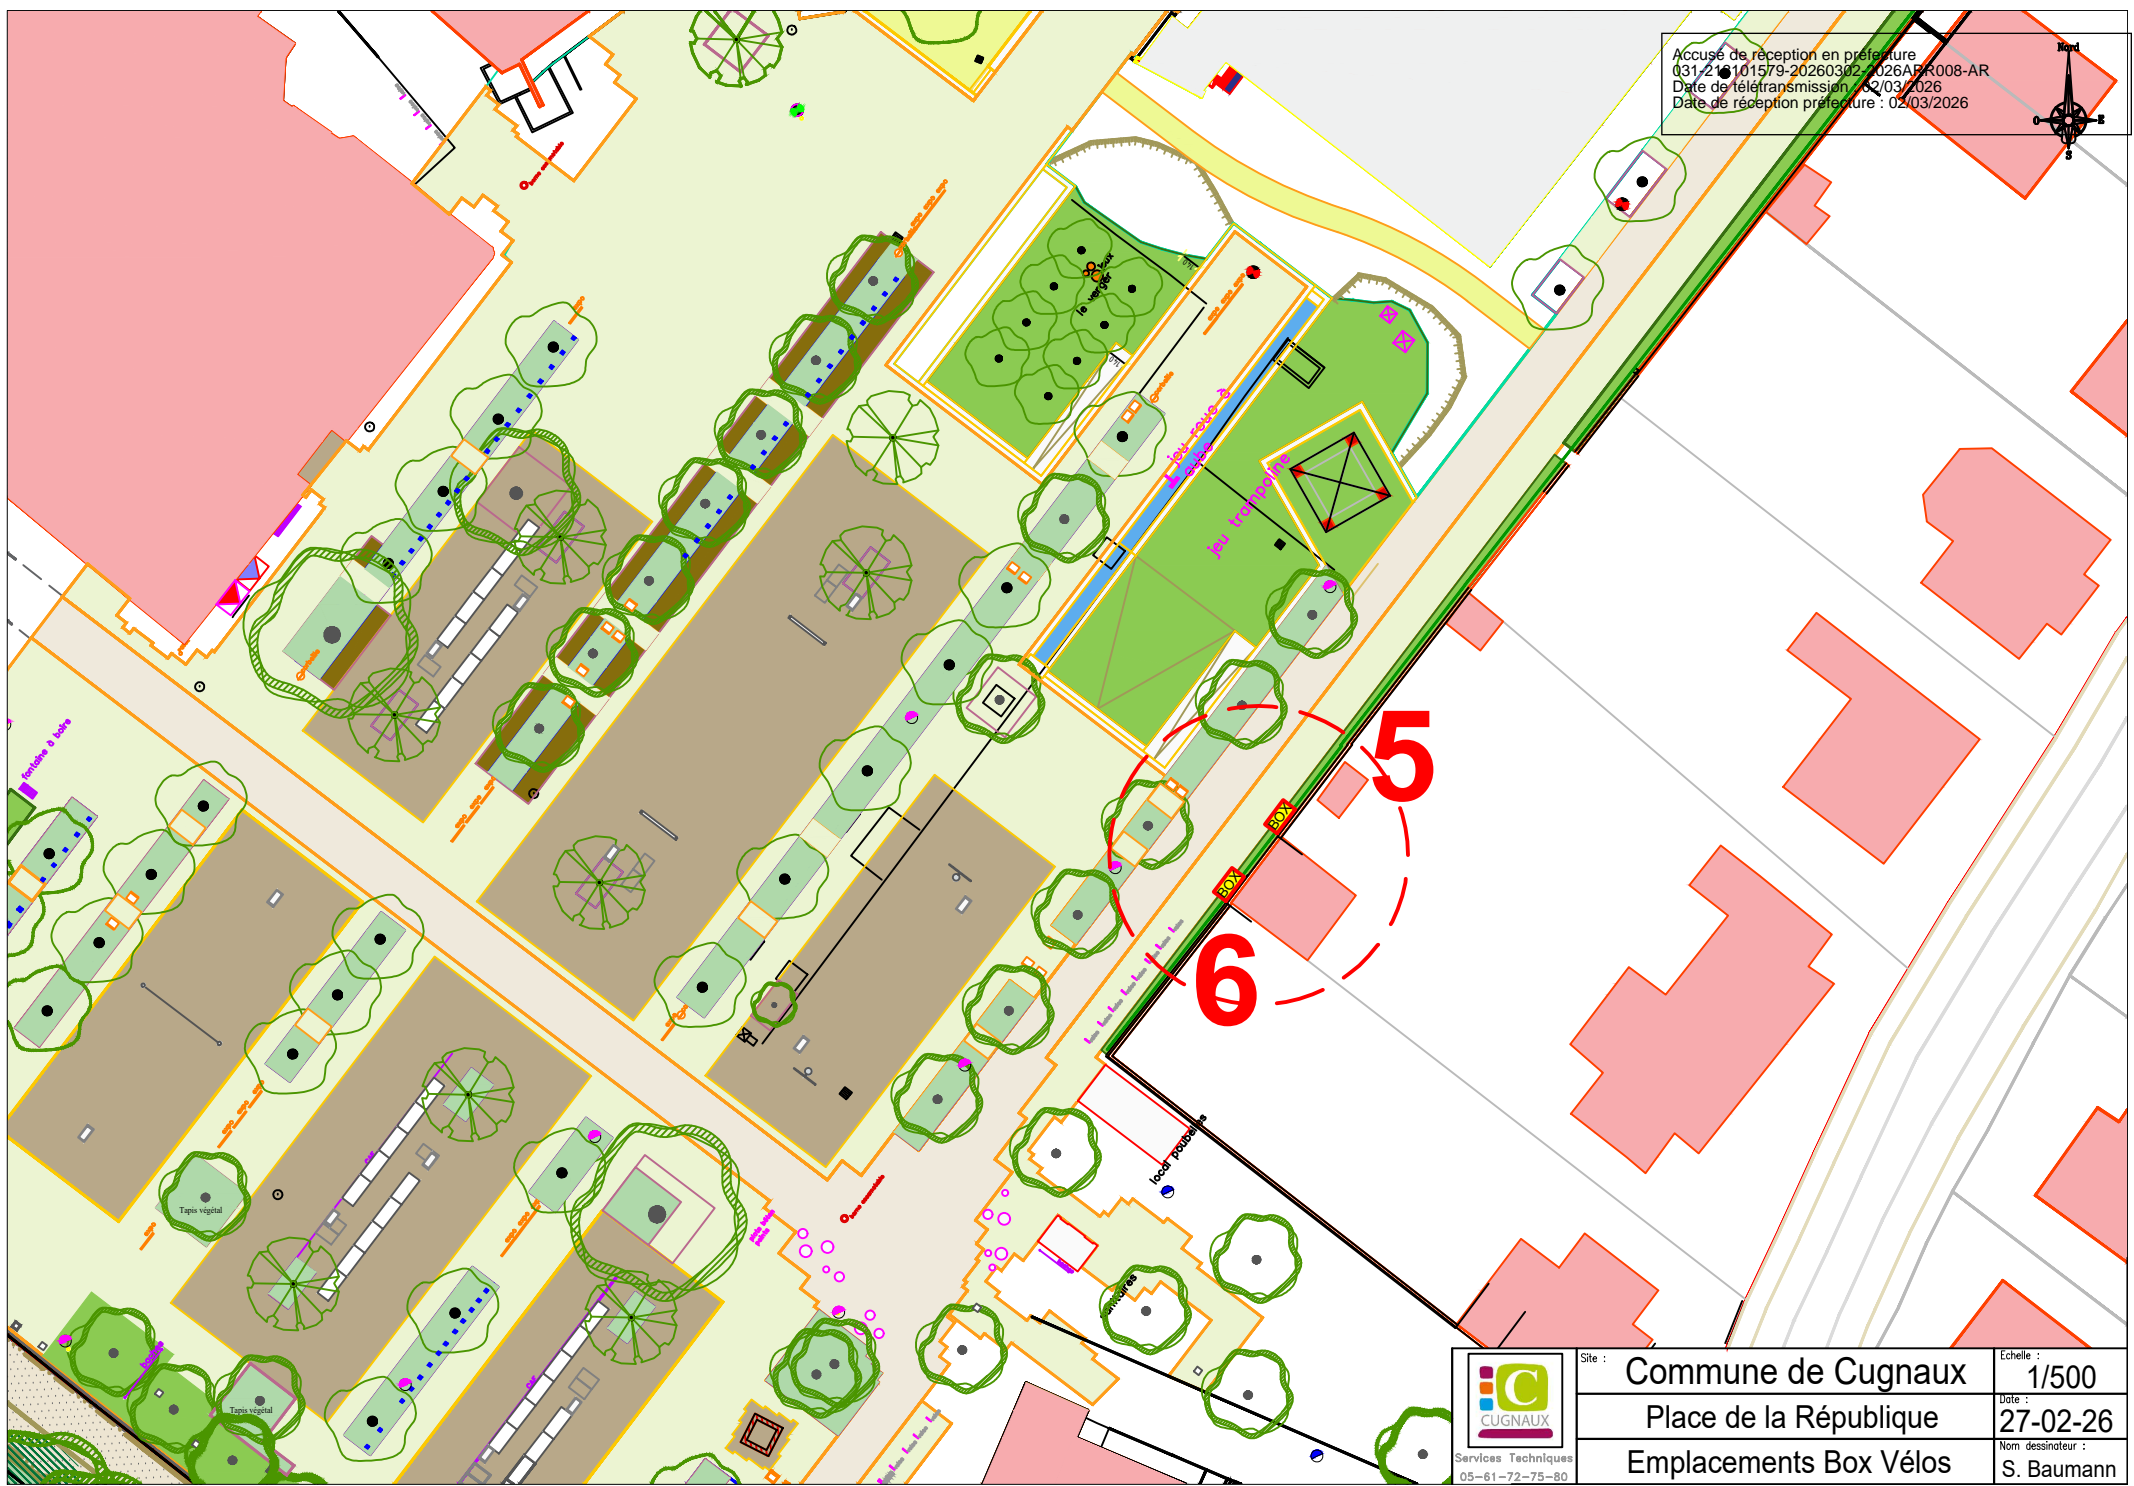 Accusé de réception en préfecture
031-213101579-20260302-2026ARR008-AR
Date de télétransmission : 02/03/2026
Date de réception préfecture : 02/03/2026
Nord
O
E
S
le verger
jeu roue à
aube
jeu trampoline
fontaine à boire
5
BOX
BOX
6
local poubelles
Tapis végétal
Tapis végétal
CUGNAUX
Services Techniques
05-61-72-75-80
Site :
Commune de Cugnaux
Place de la République
Emplacements Box Vélos
Echelle :
1/500
Date :
27-02-26
Nom dessinateur :
S. Baumann